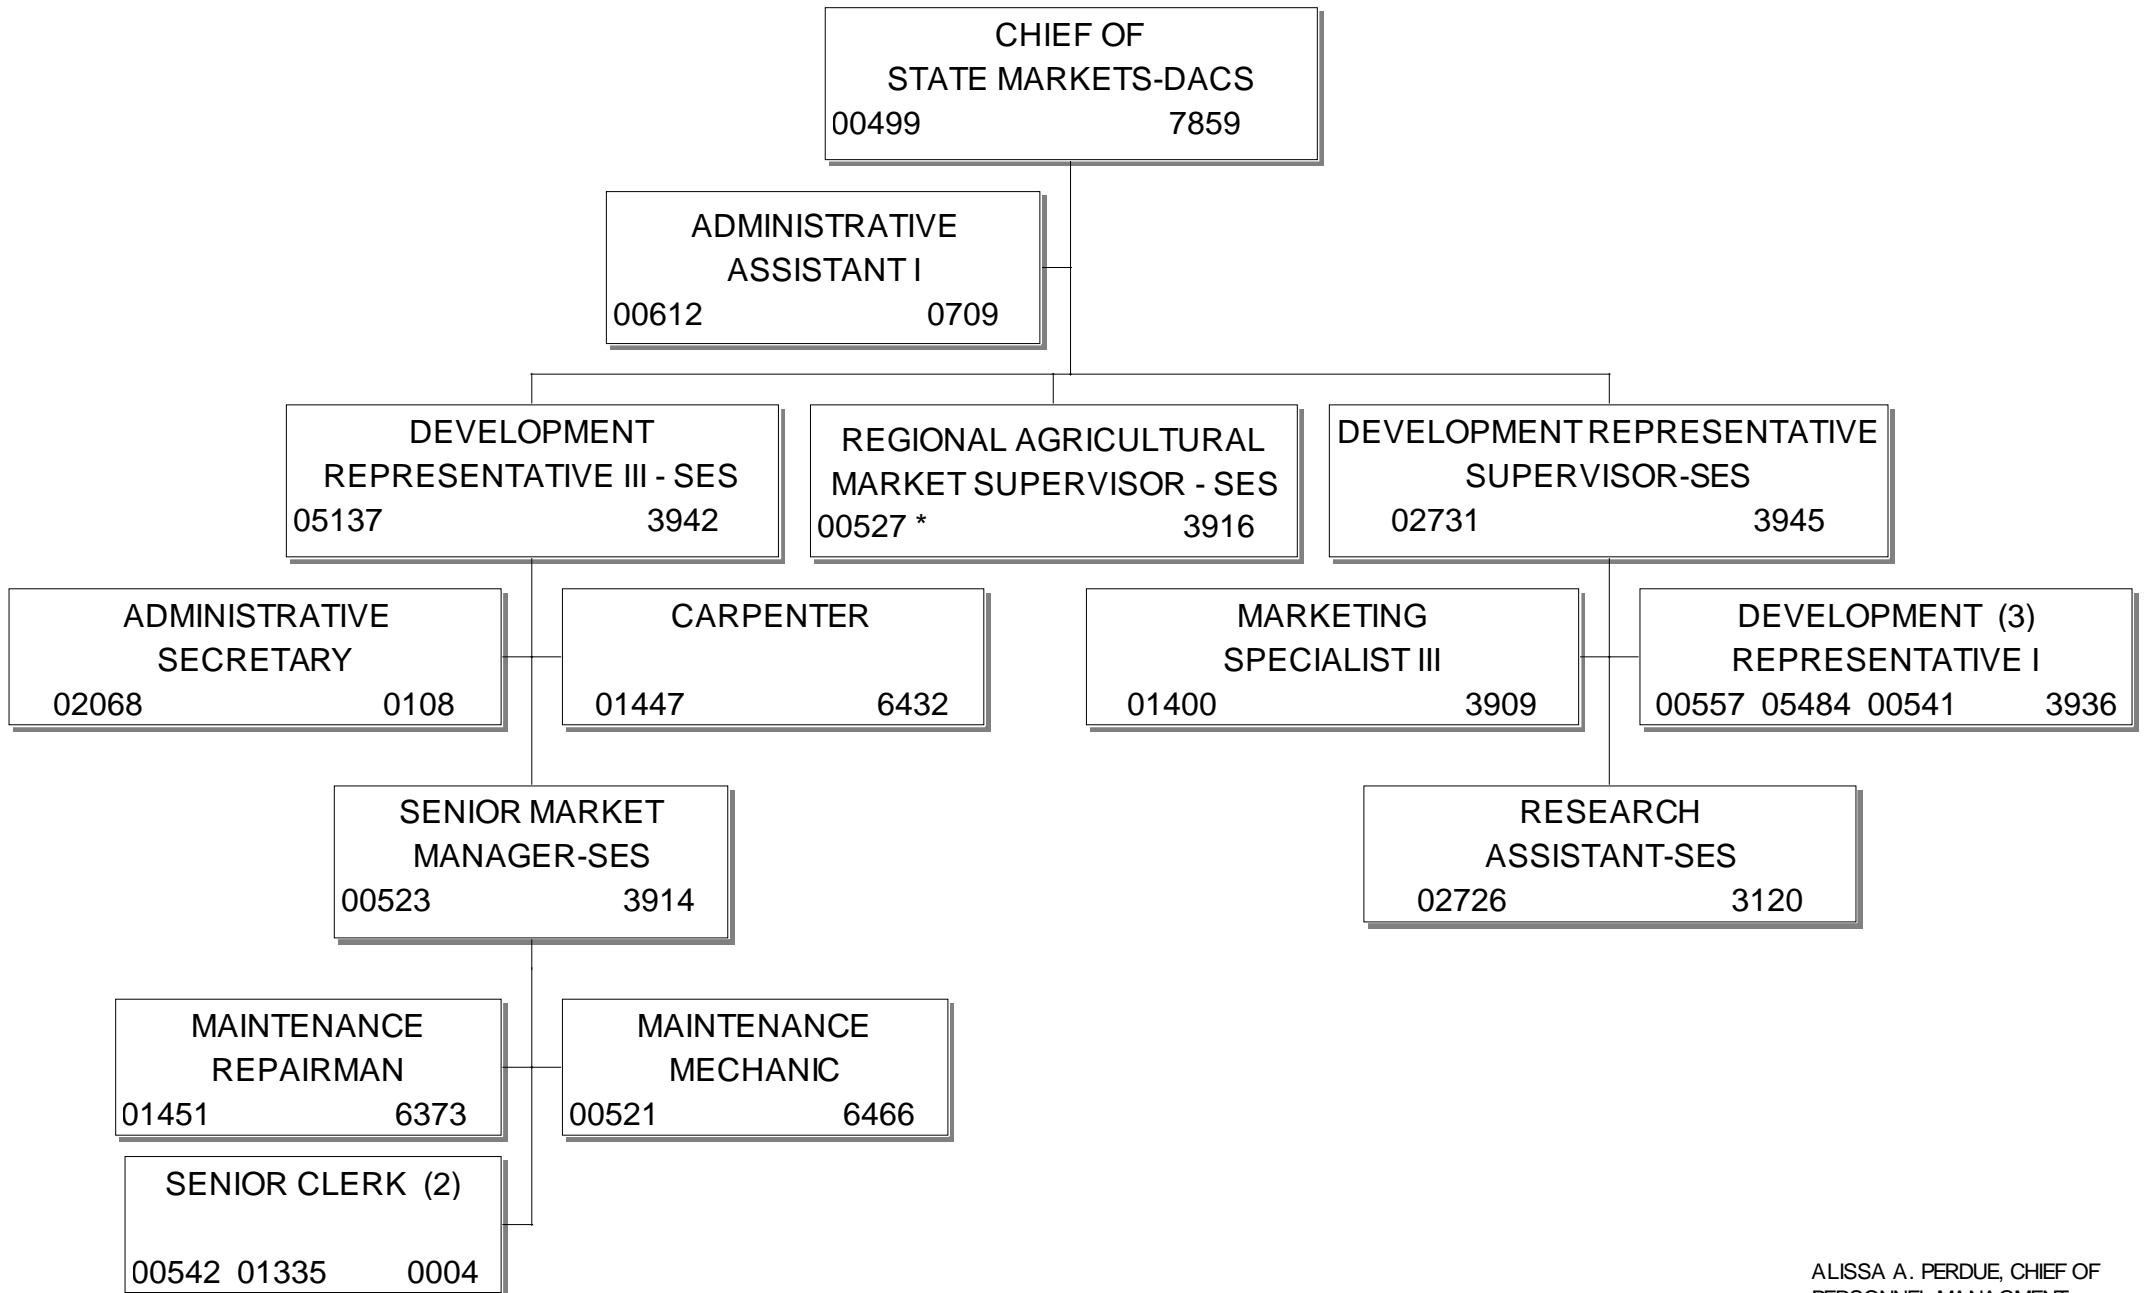 CHIEF OF
STATE MARKETS-DACS
00499 7859
ADMINISTRATIVE
ASSISTANT I
00612 0709
DEVELOPMENT
REPRESENTATIVE III - SES
05137 3942
REGIONAL AGRICULTURAL
MARKET SUPERVISOR - SES
00527 * 3916
DEVELOPMENT REPRESENTATIVE
SUPERVISOR-SES
02731 3945
ADMINISTRATIVE
SECRETARY
02068 0108
CARPENTER
01447 6432
MARKETING
SPECIALIST III
01400 3909
DEVELOPMENT (3)
REPRESENTATIVE I
00557 05484 00541 3936
SENIOR MARKET
MANAGER-SES
00523 3914
RESEARCH
ASSISTANT-SES
02726 3120
MAINTENANCE
REPAIRMAN
01451 6373
MAINTENANCE
MECHANIC
00521 6466
SENIOR CLERK (2)
00542 01335 0004
ALISSA A. PERDUE, CHIEF OF
PERSONNEL MANAGMENT